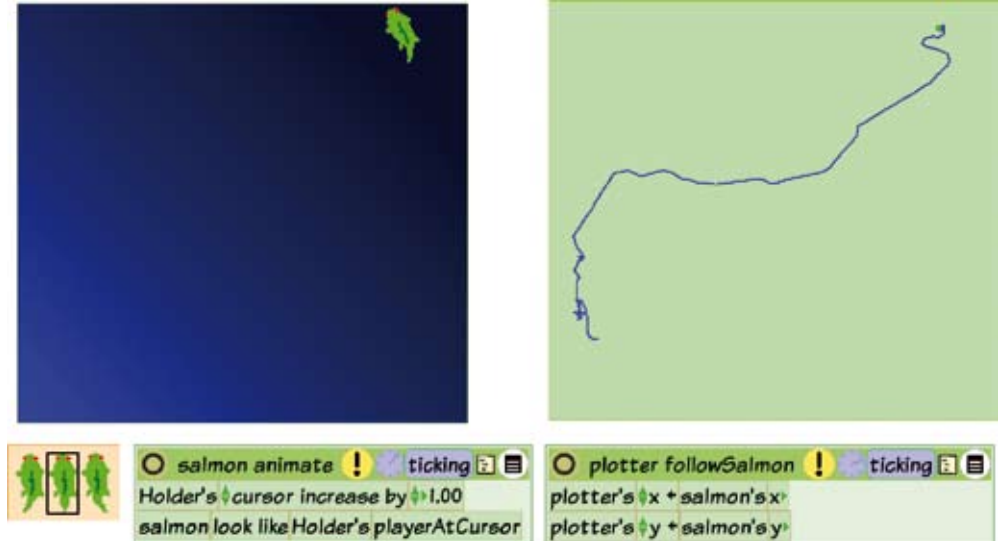 salmon animate ! ticking
Holder's cursor increase by 1.00
salmon look like Holder's playerAtCursor
plotter followSalmon ! ticking
plotter's x ← salmon's x
plotter's y ← salmon's y